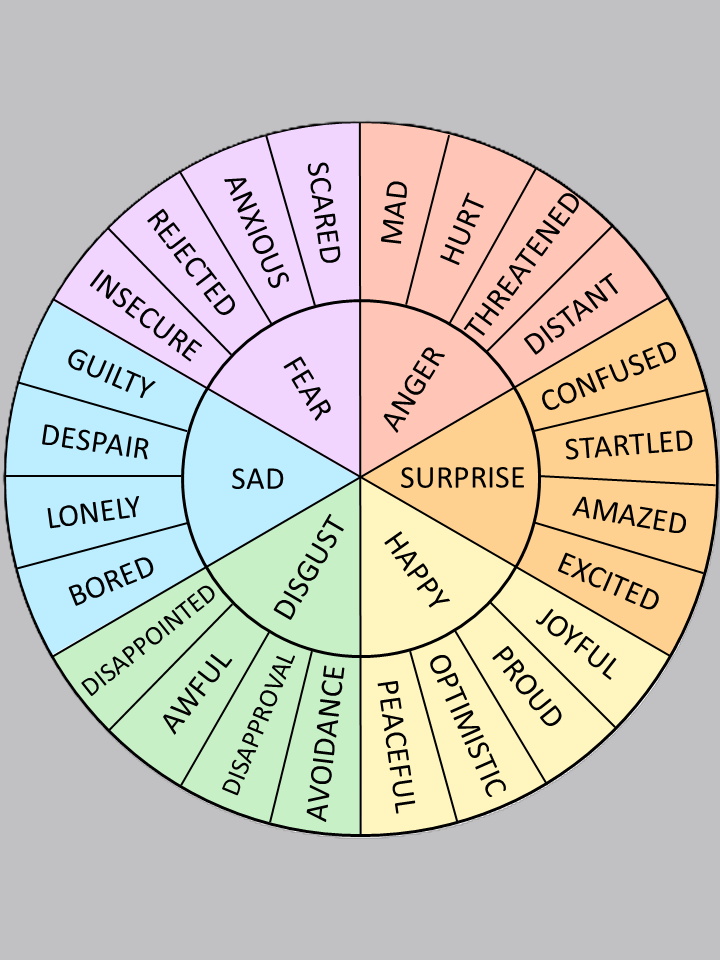 MAD
HURT
THREATENED
DISTANT
CONFUSED
STARTLED
AMAZED
EXCITED
JOYFUL
PROUD
OPTIMISTIC
PEACEFUL
AVOIDANCE
DISAPPROVAL
AWFUL
DISAPPOINTED
BORED
LONELY
DESPAIR
GUILTY
INSECURE
REJECTED
ANXIOUS
SCARED
ANGER
SURPRISE
HAPPY
DISGUST
SAD
FEAR